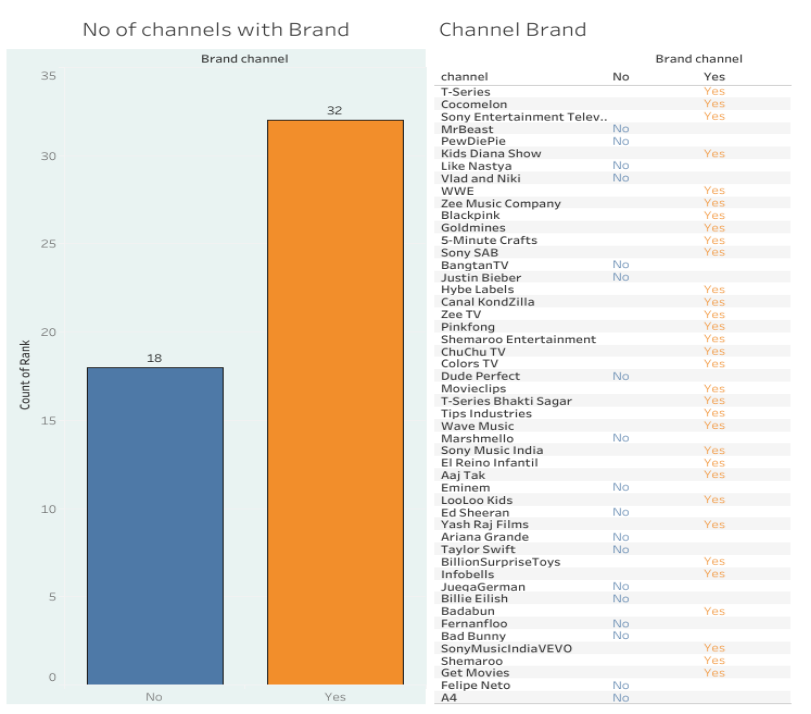 No of channels with Brand
Brand channel
35
30
25
20
15
10
5
0
Count of Rank
18
32
No Yes
Channel Brand
Brand channel
channel No Yes
T-Series Yes
Cocomelon Yes
Sony Entertainment Telev.. Yes
MrBeast No
PewDiePie No
Kids Diana Show Yes
Like Nastya No
Vlad and Niki No
WWE Yes
Zee Music Company Yes
Blackpink Yes
Goldmines Yes
5-Minute Crafts Yes
Sony SAB Yes
BangtanTV No
Justin Bieber No
Hybe Labels Yes
Canal KondZilla Yes
Zee TV Yes
Pinkfong Yes
Shemaroo Entertainment Yes
ChuChu TV Yes
Colors TV Yes
Dude Perfect No
Movieclips Yes
T-Series Bhakti Sagar Yes
Tips Industries Yes
Wave Music Yes
Marshmello No
Sony Music India Yes
El Reino Infantil Yes
Aaj Tak Yes
Eminem No
LooLoo Kids Yes
Ed Sheeran No
Yash Raj Films Yes
Ariana Grande No
Taylor Swift No
BillionSurpriseToys Yes
Infobells Yes
JuegaGerman No
Billie Eilish No
Badabun Yes
Fernanfloo No
Bad Bunny No
SonyMusicIndiaVEVO Yes
Shemaroo Yes
Get Movies Yes
Felipe Neto No
A4 No